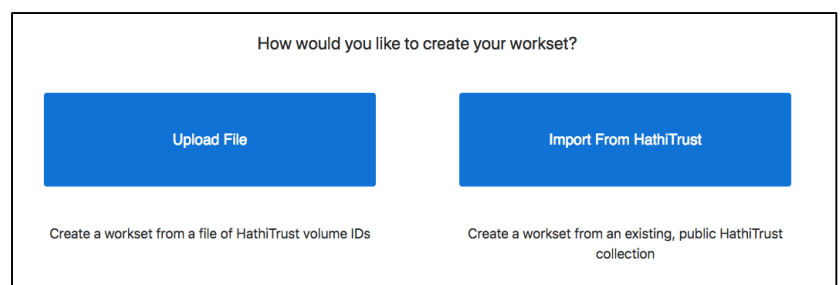 How would you like to create your workset?
Upload File
Import From HathiTrust
Create a workset from a file of HathiTrust volume IDs
Create a workset from an existing, public HathiTrust
collection